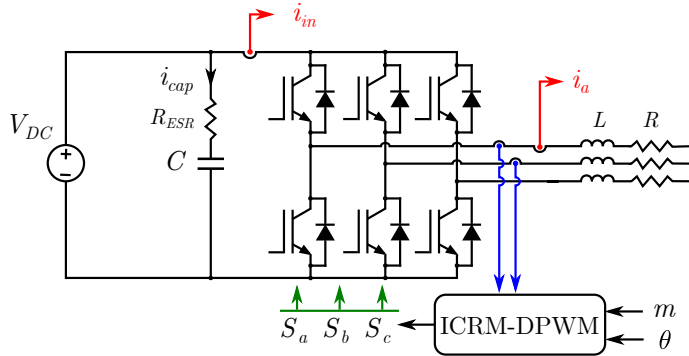 i_in
i_cap
i_a
R_ESR
L
R
V_DC
C
S_a
S_b
S_c
ICRM-DPWM
m
θ